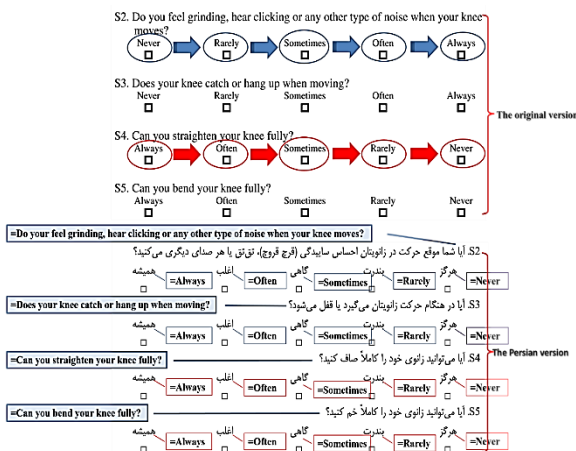 S2. Do you feel grinding, hear clicking or any other type of noise when your knee
moves?
Never Rarely Sometimes Often Always
S3. Does your knee catch or hang up when moving?
Never Rarely Sometimes Often Always
S4. Can you straighten your knee fully?
Always Often Sometimes Rarely Never
S5. Can you bend your knee fully?
Always Often Sometimes Rarely Never
The original version
=Do your feel grinding, hear clicking or any other type of noise when your knee moves?
S2. آیا شما موقع حرکت در زانویتان احساس ساییدگی (قرچ قروچ)، تق‌تق یا هر صدای دیگری می‌کنید؟
هرگز =Never بندرت =Rarely گاهی =Sometimes اغلب =Often همیشه =Always
=Does your knee catch or hang up when moving?
S3. آیا در هنگام حرکت زانویتان می‌گیرد یا قفل می‌شود؟
هرگز =Never بندرت =Rarely گاهی =Sometimes اغلب =Often همیشه =Always
=Can you straighten your knee fully?
S4. آیا می‌توانید زانوی خود را کاملاً صاف کنید؟
هرگز =Never بندرت =Rarely گاهی =Sometimes اغلب =Often همیشه =Always
=Can you bend your knee fully?
S5. آیا می‌توانید زانوی خود را کاملاً خم کنید؟
هرگز =Never بندرت =Rarely گاهی =Sometimes اغلب =Often همیشه =Always
The Persian version